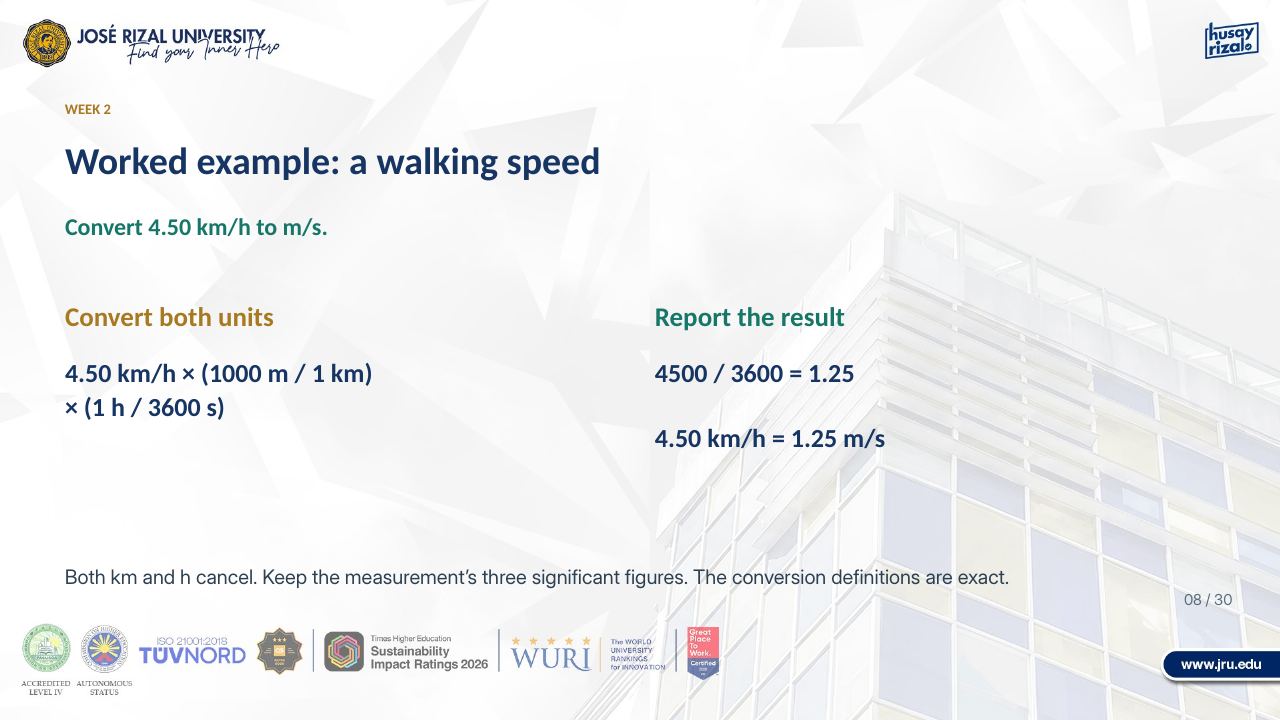 JOSÉ RIZAL UNIVERSITY
Find your Inner Hero
husay
rizal
WEEK 2
Worked example: a walking speed
Convert 4.50 km/h to m/s.
Convert both units
4.50 km/h × (1000 m / 1 km)
× (1 h / 3600 s)
Report the result
4500 / 3600 = 1.25
4.50 km/h = 1.25 m/s
Both km and h cancel. Keep the measurement’s three significant figures. The conversion definitions are exact.
08 / 30
ACCREDITED
LEVEL IV
AUTONOMOUS
STATUS
ISO 21001:2018
TÜVNORD
Times Higher Education
Sustainability
Impact Ratings 2026
WURI
The WORLD
UNIVERSITY
RANKINGS
for INNOVATION
Great
Place
To
Work.
Certified
www.jru.edu